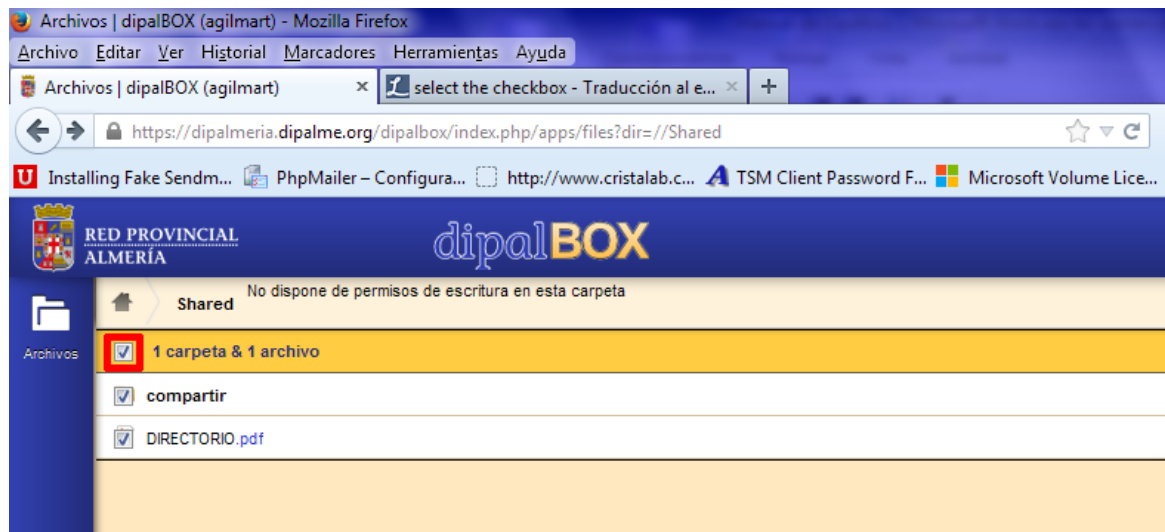 Archivos | dipalBOX (agilmart) - Mozilla Firefox
Archivo Editar Ver Historial Marcadores Herramientas Ayuda
Archivos | dipalBOX (agilmart) × select the checkbox - Traducción al e... × +
https://dipalmeria.dipalme.org/dipalbox/index.php/apps/files?dir=//Shared
Installing Fake Sendm... PhpMailer – Configura... http://www.cristalab.c... TSM Client Password F... Microsoft Volume Lice...
RED PROVINCIAL
ALMERÍA
dipalBOX
Shared No dispone de permisos de escritura en esta carpeta
Archivos 1 carpeta & 1 archivo
compartir
DIRECTORIO.pdf